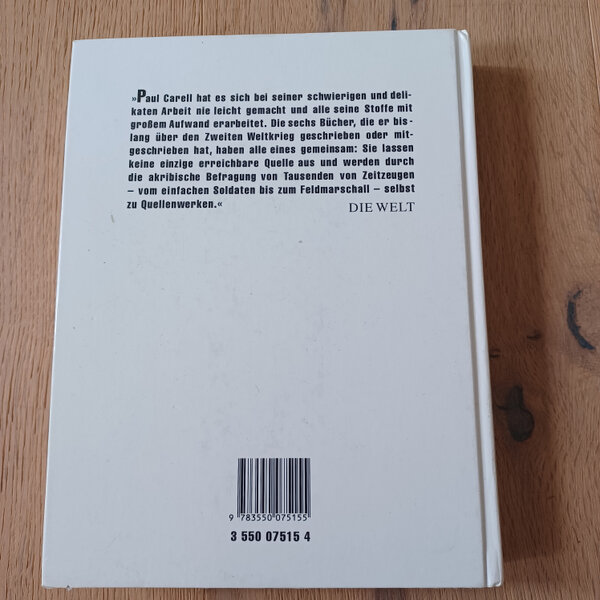 »Paul Carell hat es sich bei seiner schwierigen und deli-
katen Arbeit nie leicht gemacht und alle seine Stoffe mit
großem Aufwand erarbeitet. Die sechs Bücher, die er bis-
lang über den Zweiten Weltkrieg geschrieben oder mit-
geschrieben hat, haben alle eines gemeinsam: Sie lassen
keine einzige erreichbare Quelle aus und werden durch
die akribische Befragung von Tausenden von Zeitzeugen
– vom einfachen Soldaten bis zum Feldmarschall – selbst
zu Quellenwerken.«
DIE WELT
9 783550 075155
3 550 07515 4